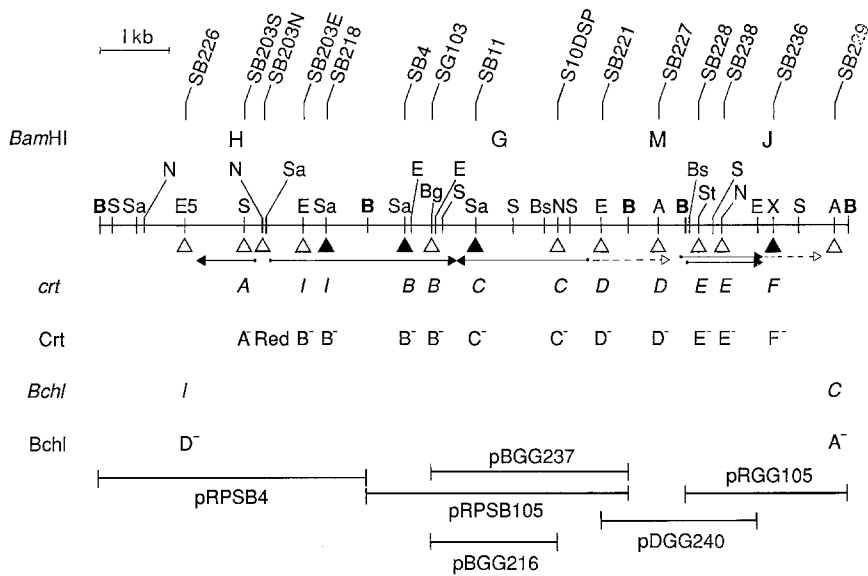 1 kb
SB226 SB203S SB203N SB203E SB218 SB4 SG103 SB11 S10DSP SB221 SB227 SB228 SB238 SB236
BamHI H G M J
N N Sa E E Bs S
Bg S St N
B S Sa E5 S E Sa B Sa Sa S Bs N S E B A B E X S A B
crt A I I B B C C D D E E F
Crt A⁻ Red B⁻ B⁻ B⁻ B⁻ C⁻ C⁻ D⁻ D⁻ E⁻ E⁻ F⁻
Bchl I C
Bchl D⁻ A⁻
pBGG237
pRPSB4 pRPSB105 pRGG105
pBGG216 pDGG240